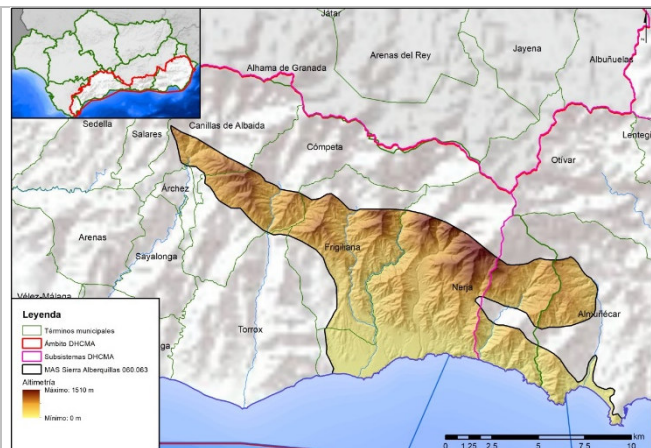 Játar
Arenas del Rey
Jayena
Albuñuelas
Alhama de Granada
Sedella
Salares
Canillas de Albaida
Cómpeta
Lentegí
Otívar
Árchez
Arenas
Sayalonga
Frigiliana
Nerja
Vélez-Málaga
Torrox
Almuñécar
Leyenda
Términos municipales
Ámbito DHCMA
Subsistemas DHCMA
MAS Sierra Alberquillas 060.063
Altimetría
Máximo: 1510 m
Mínimo: 0 m
km
0 1,25 2,5 5 7,5 10